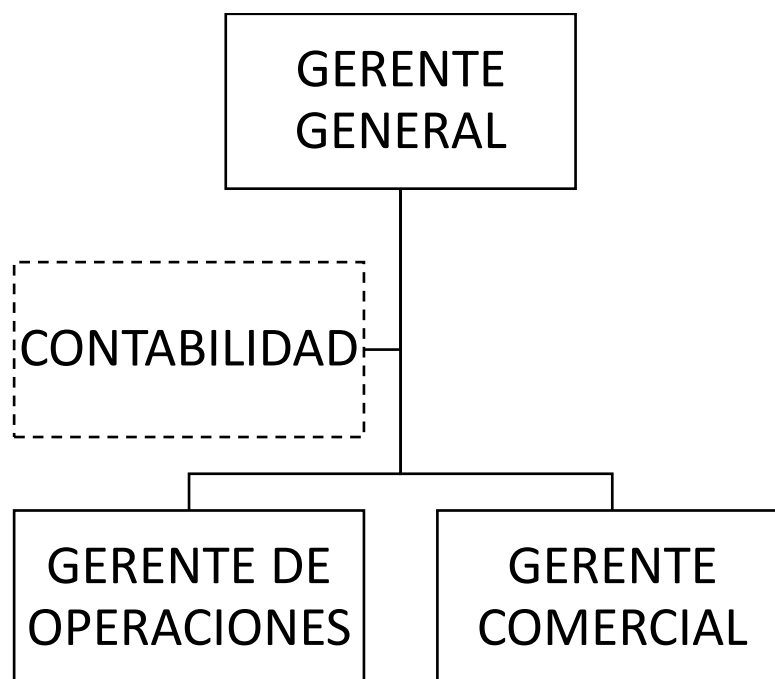 GERENTE
GENERAL
CONTABILIDAD
GERENTE DE
OPERACIONES
GERENTE
COMERCIAL